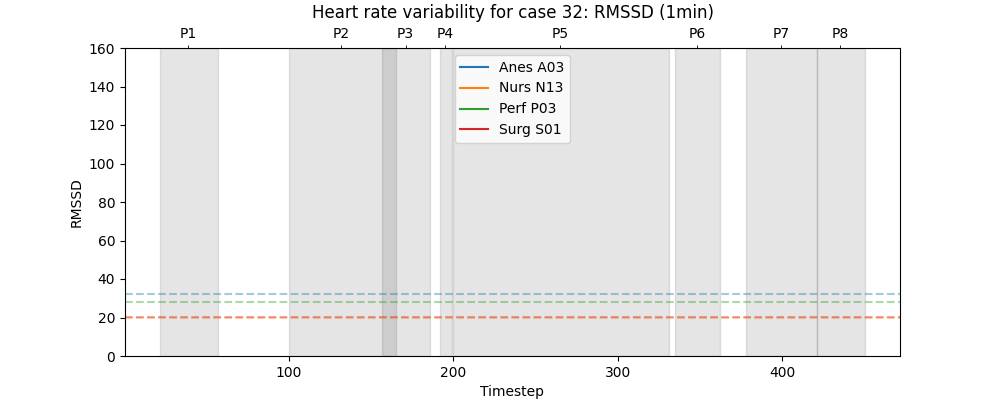 Heart rate variability for case 32: RMSSD (1min)
P1 P2 P3 P4 P5 P6 P7 P8
160
140
120
100
80
60
40
20
0
RMSSD
Anes A03
Nurs N13
Perf P03
Surg S01
100 200 300 400
Timestep